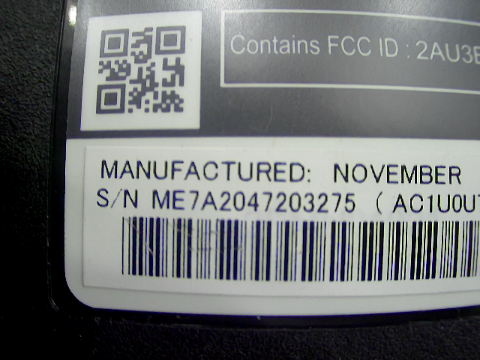 Contains FCC ID : 2AU3E
MANUFACTURED: NOVEMBER
S/N ME7A2047203275 ( AC1U0U